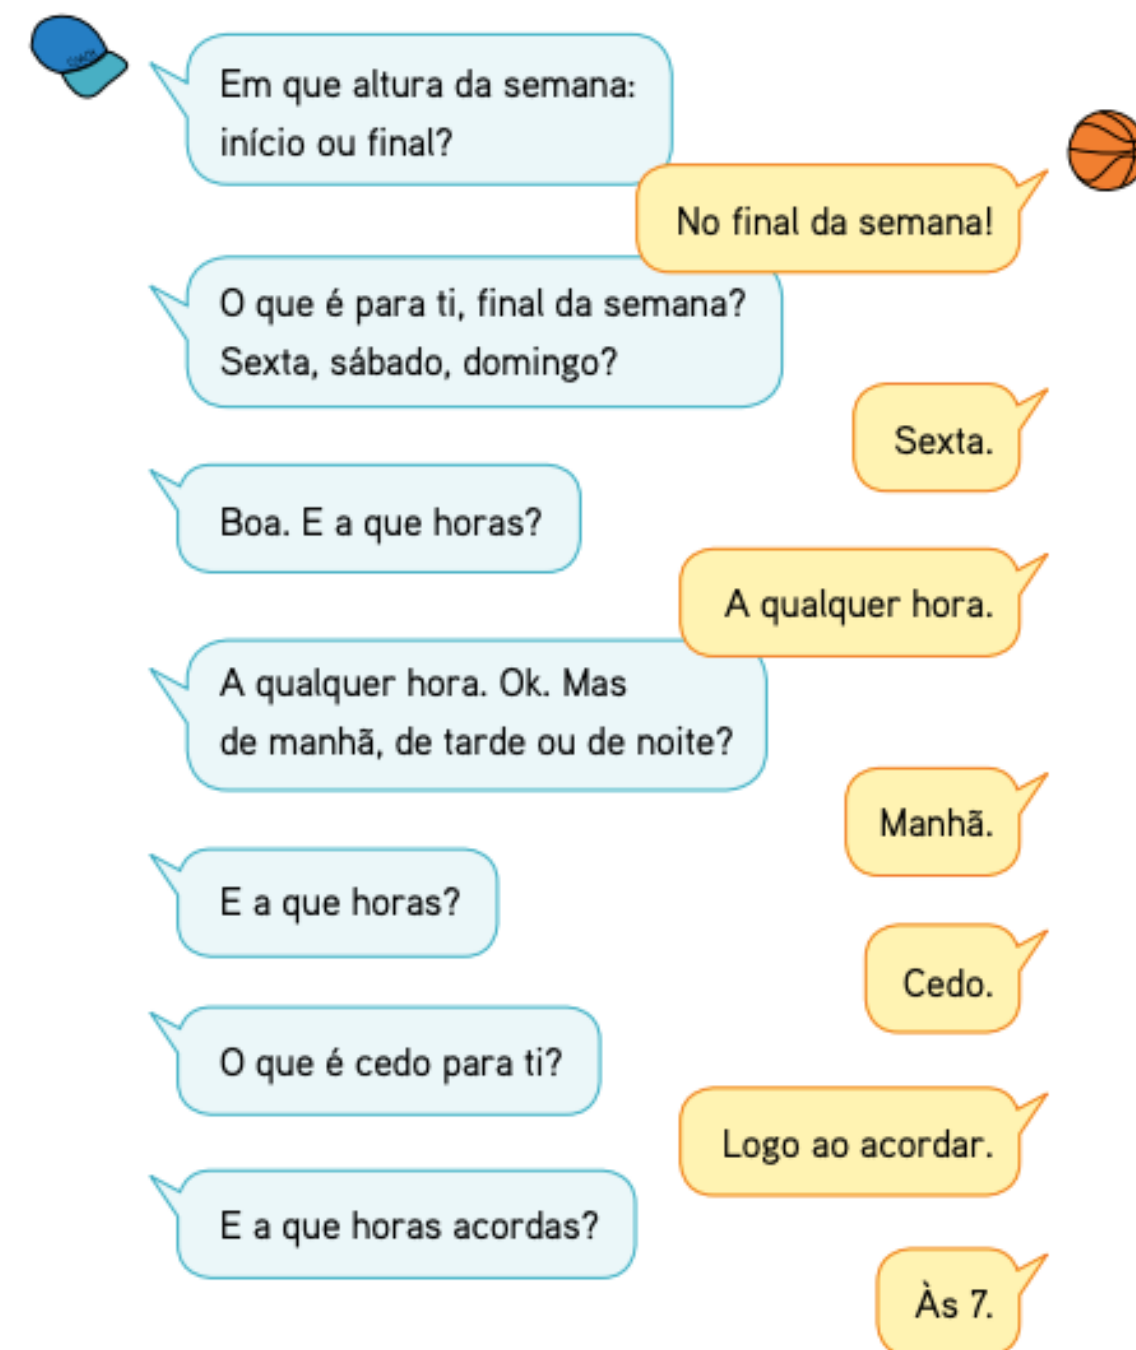 COACH
Em que altura da semana:
início ou final?
No final da semana!
O que é para ti, final da semana?
Sexta, sábado, domingo?
Sexta.
Boa. E a que horas?
A qualquer hora.
A qualquer hora. Ok. Mas
de manhã, de tarde ou de noite?
Manhã.
E a que horas?
Cedo.
O que é cedo para ti?
Logo ao acordar.
E a que horas acordas?
Às 7.